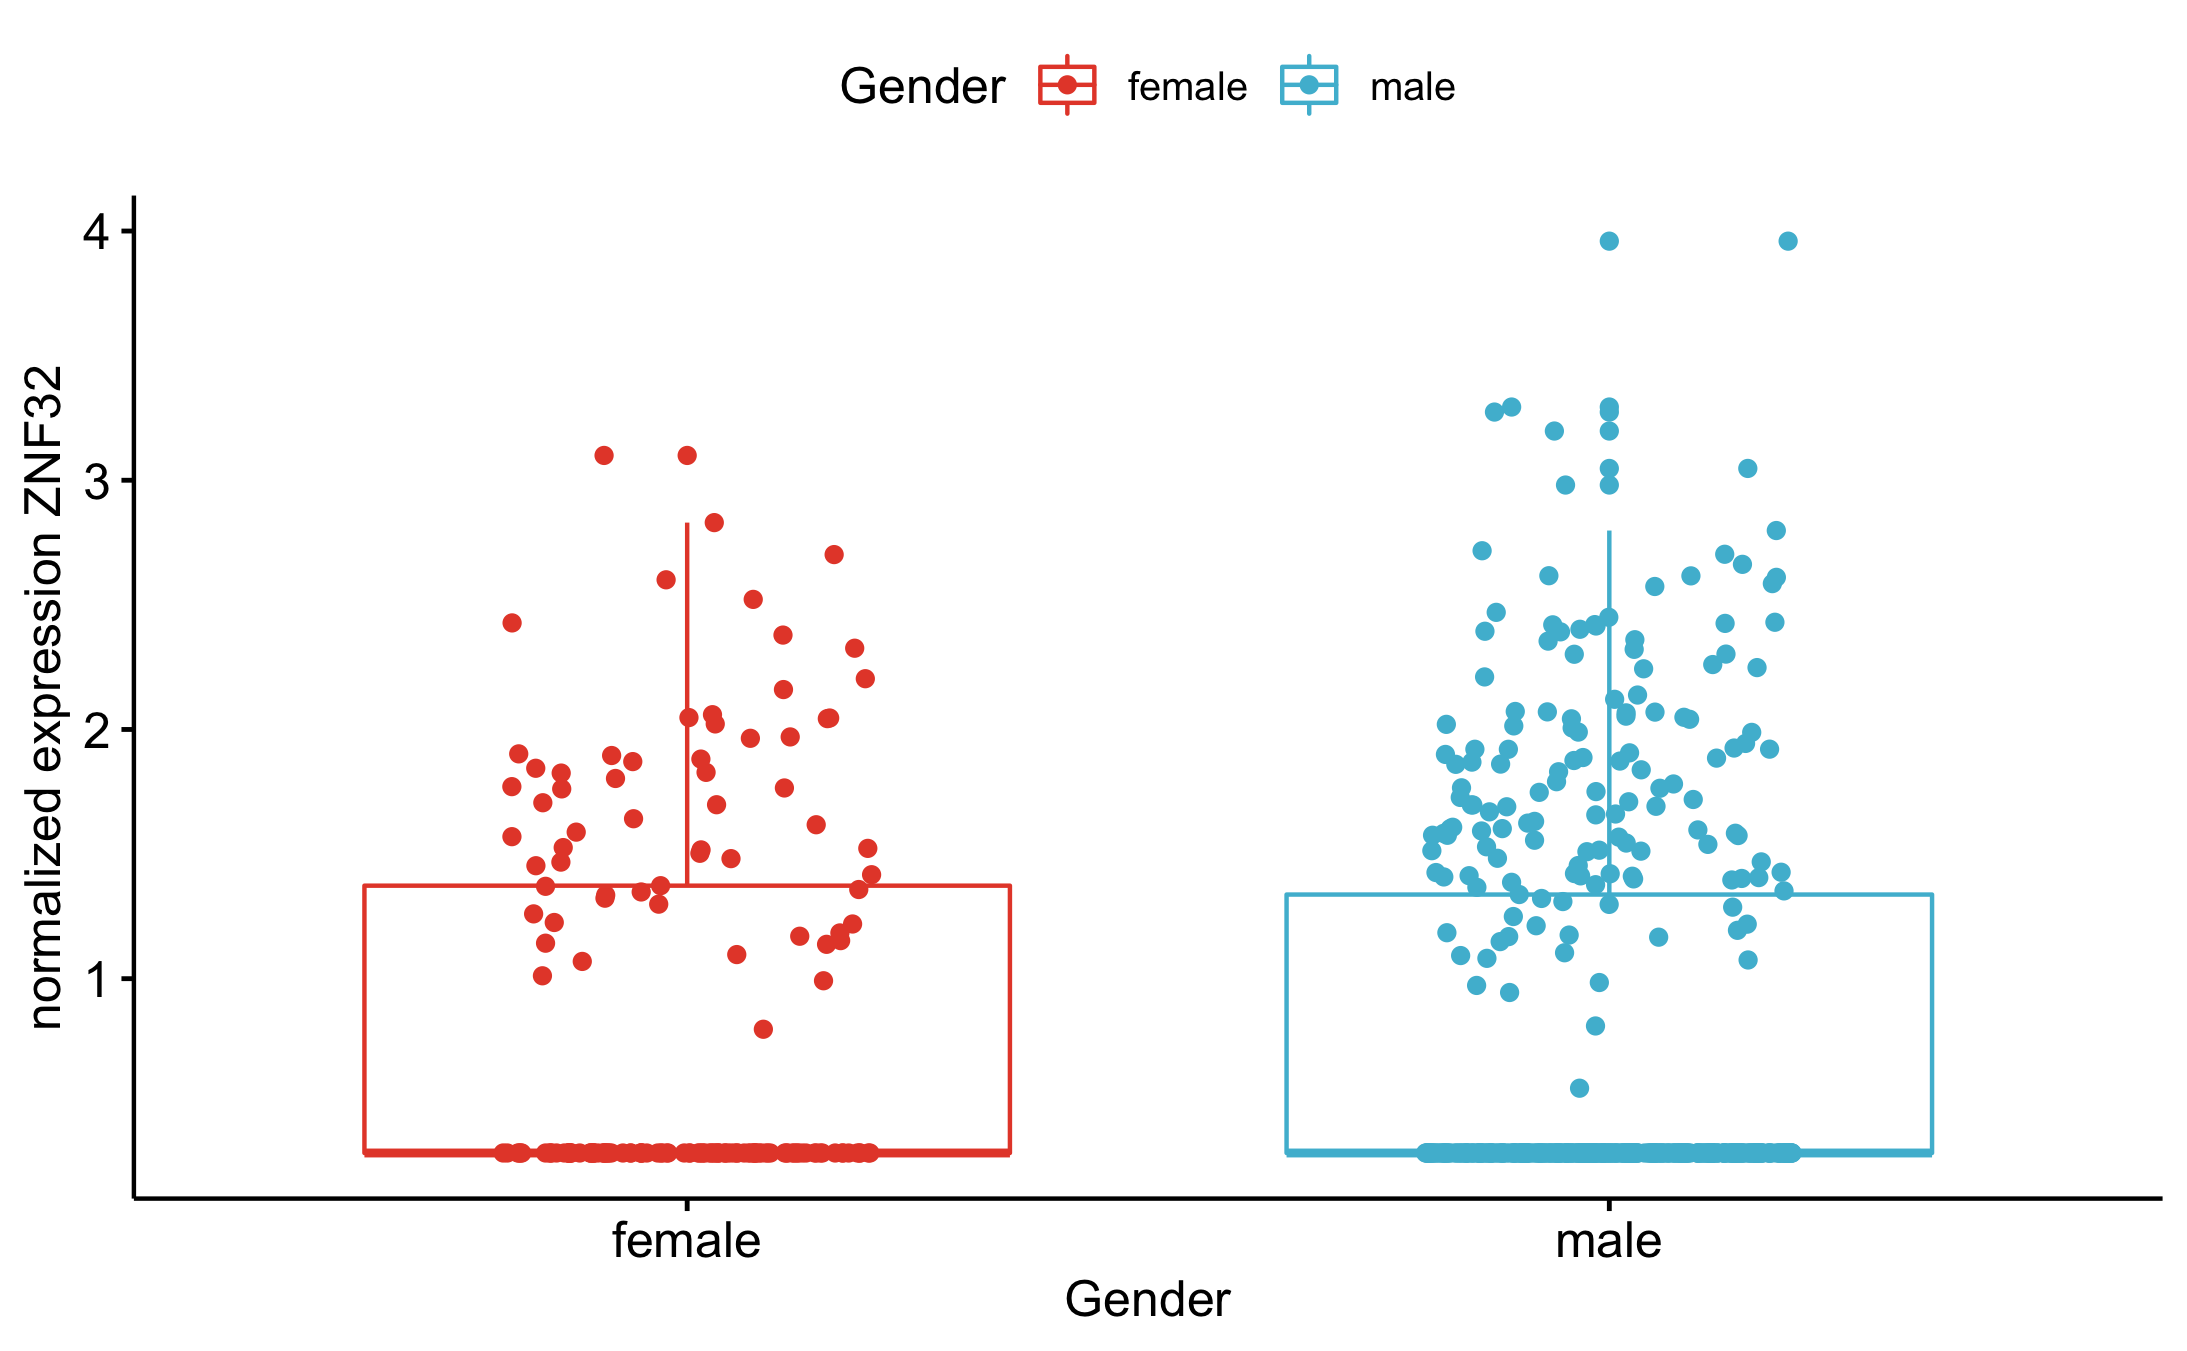 Gender female male
4
3
2
1
normalized expression ZNF32
female male
Gender